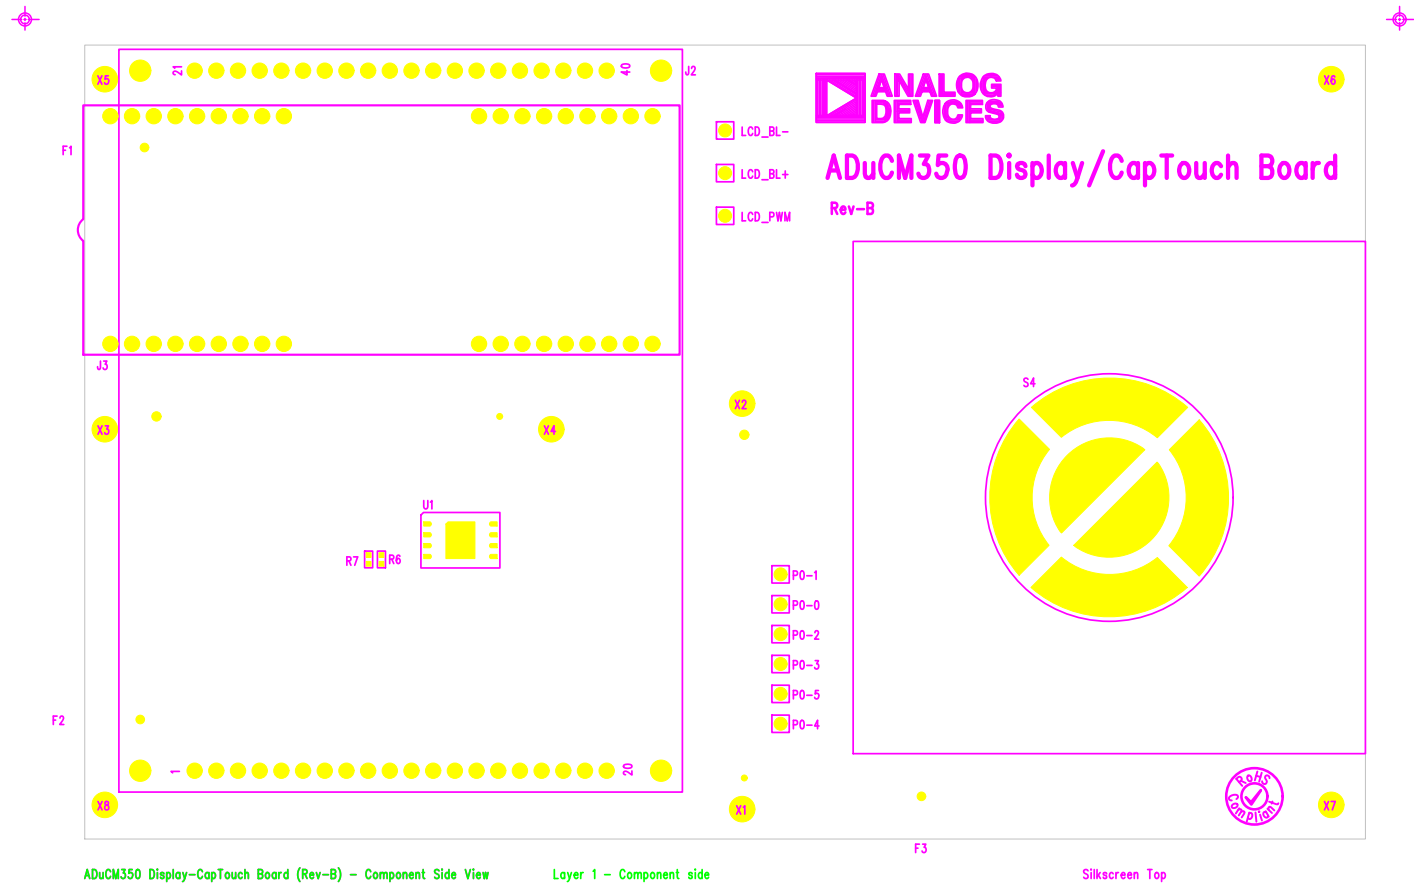 X5
21
40
J2
X6
ANALOG
DEVICES
F1
LCD_BL-
LCD_BL+
LCD_PWM
ADuCM350 Display/CapTouch Board
Rev-B
J3
S4
X3
X4
X2
U1
R7
R6
P0-1
P0-0
P0-2
P0-3
P0-5
P0-4
F2
1
20
X8
X1
RoHS
Compliant
X7
F3
ADuCM350 Display-CapTouch Board (Rev-B) - Component Side View
Layer 1 - Component side
Silkscreen Top